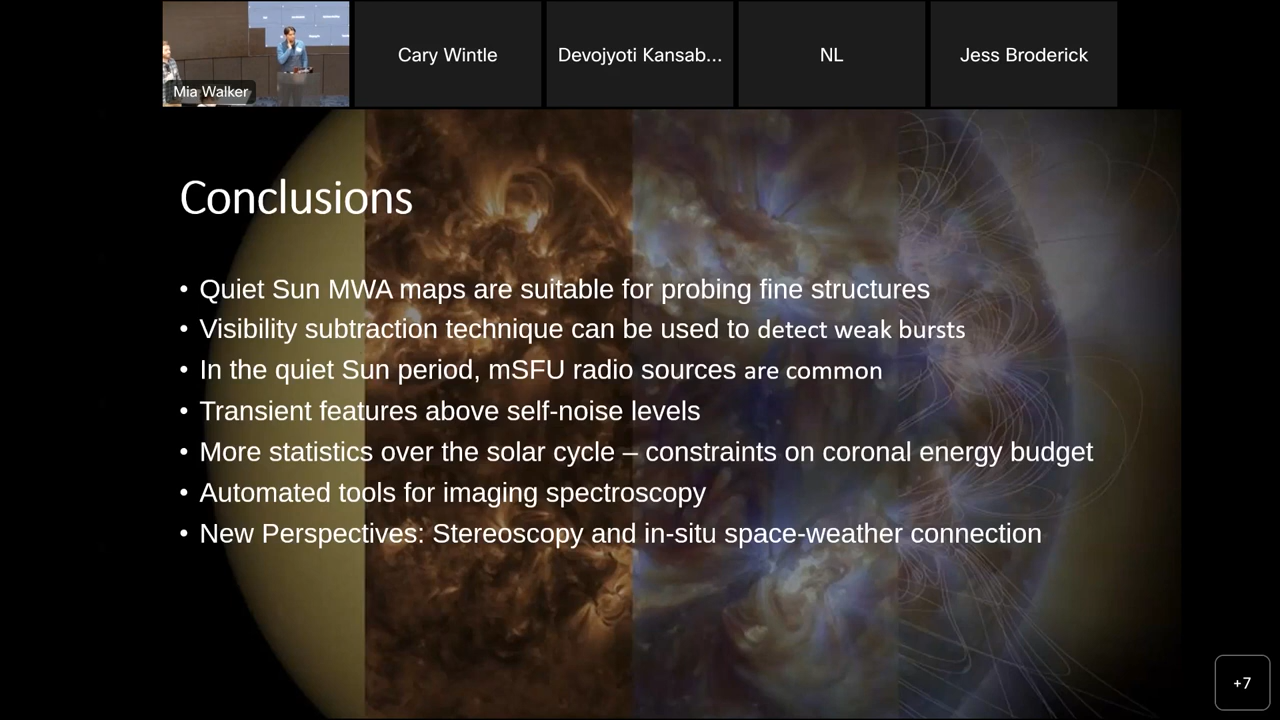 Mia Walker
Cary Wintle
Devojyoti Kansab...
NL
Jess Broderick
Conclusions
• Quiet Sun MWA maps are suitable for probing fine structures
• Visibility subtraction technique can be used to detect weak bursts
• In the quiet Sun period, mSFU radio sources are common
• Transient features above self-noise levels
• More statistics over the solar cycle – constraints on coronal energy budget
• Automated tools for imaging spectroscopy
• New Perspectives: Stereoscopy and in-situ space-weather connection
+7